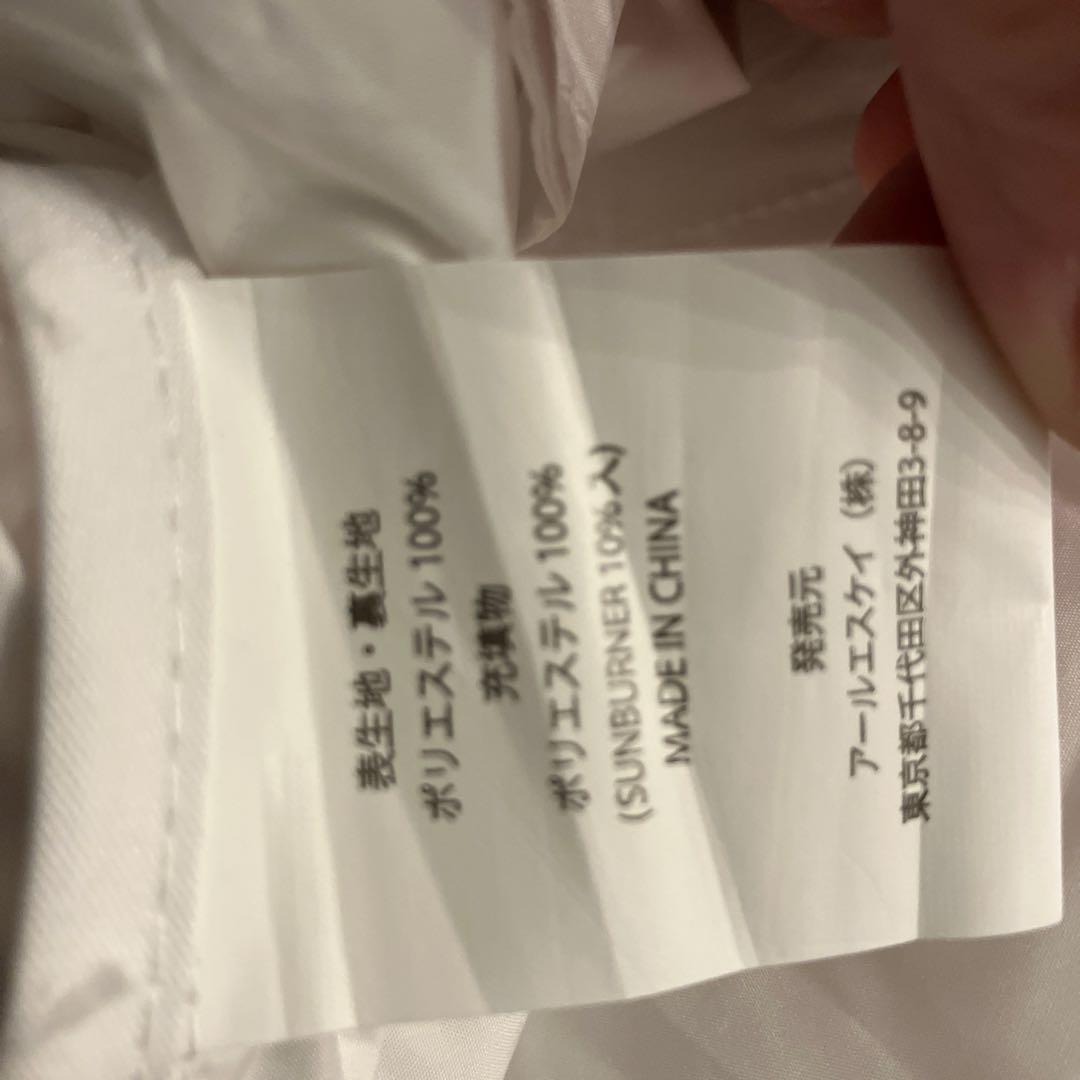 表生地・裏生地
ポリエステル 100%
充填物
ポリエステル 100%
(SUNBURNER 10%入)
MADE IN CHINA
発売元
アールエスケイ（株）
東京都千代田区外神田3-8-9